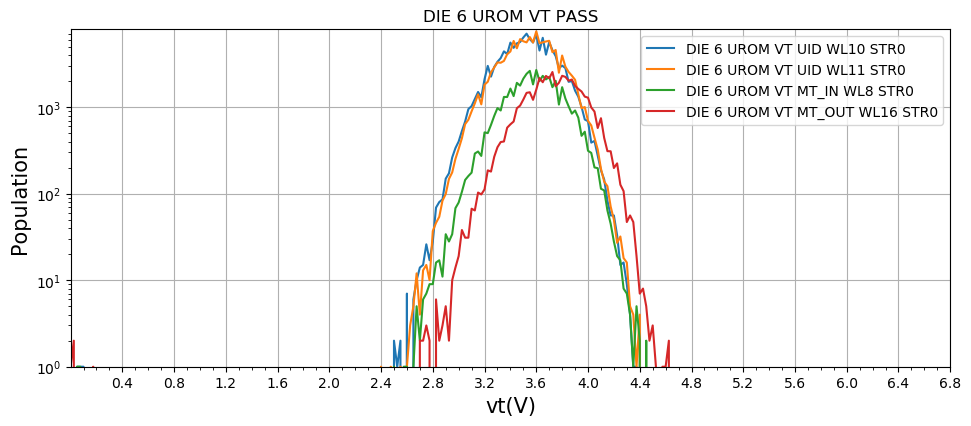 DIE 6 UROM VT PASS
DIE 6 UROM VT UID WL10 STR0
DIE 6 UROM VT UID WL11 STR0
DIE 6 UROM VT MT_IN WL8 STR0
DIE 6 UROM VT MT_OUT WL16 STR0
Population
10³
10²
10¹
10⁰
0.4 0.8 1.2 1.6 2.0 2.4 2.8 3.2 3.6 4.0 4.4 4.8 5.2 5.6 6.0 6.4 6.8
vt(V)